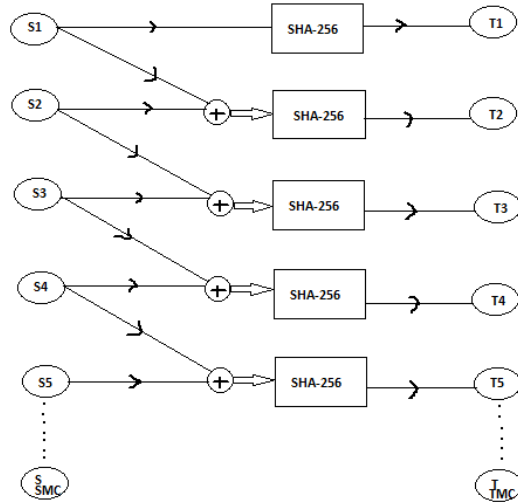 S1 SHA-256 T1
S2 + SHA-256 T2
S3 + SHA-256 T3
S4 + SHA-256 T4
S5 + SHA-256 T5
S T
SMC TMC